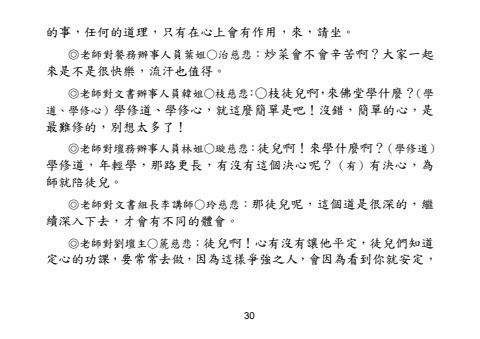 的事，任何的道理，只有在心上會有作用，來，請坐。
◎老師對餐務辦事人員葉姐○治慈悲：炒菜會不會辛苦啊？大家一起
來是不是很快樂，流汗也值得。
◎老師對文書辦事人員韓姐○枝慈悲：○枝徒兒啊，來佛堂學什麼？(學
道、學修心) 學修道、學修心，就這麼簡單是吧！沒錯，簡單的心，是
最難修的，別想太多了！
◎老師對壇務辦事人員林姐○璇慈悲：徒兒啊！來學什麼啊？(學修道)
學修道，年輕學，那路更長，有沒有這個決心呢？(有) 有決心，為
師就陪徒兒。
◎老師對文書組長李講師○玲慈悲：那徒兒呢，這個道是很深的，繼
續深入下去，才會有不同的體會。
◎老師對劉壇主○蓖慈悲：徒兒啊！心有沒有讓他平定，徒兒們知道
定心的功課，要常常去做，因為這樣爭強之人，會因為看到你就安定，
30